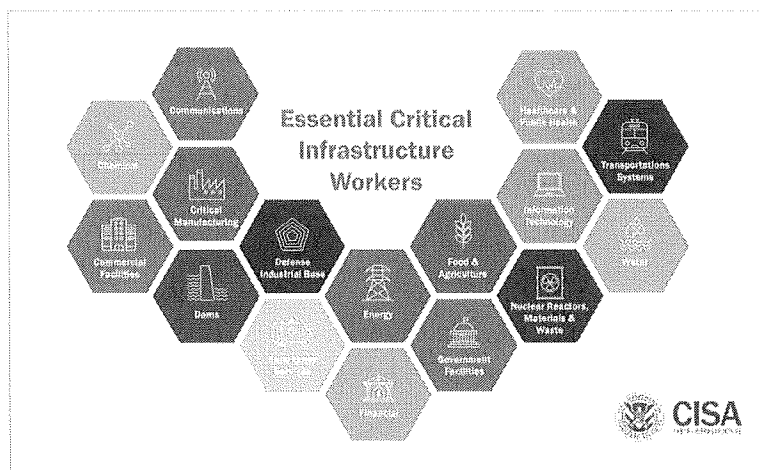 Essential Critical
Infrastructure
Workers
Communications
Chemical
Critical
Manufacturing
Commercial
Facilities
Dams
Defense
Industrial Base
Energy
Financial
Food &
Agriculture
Government
Facilities
Healthcare &
Public Health
Information
Technology
Nuclear Reactors,
Materials &
Waste
Transportations
Systems
Water
CISA